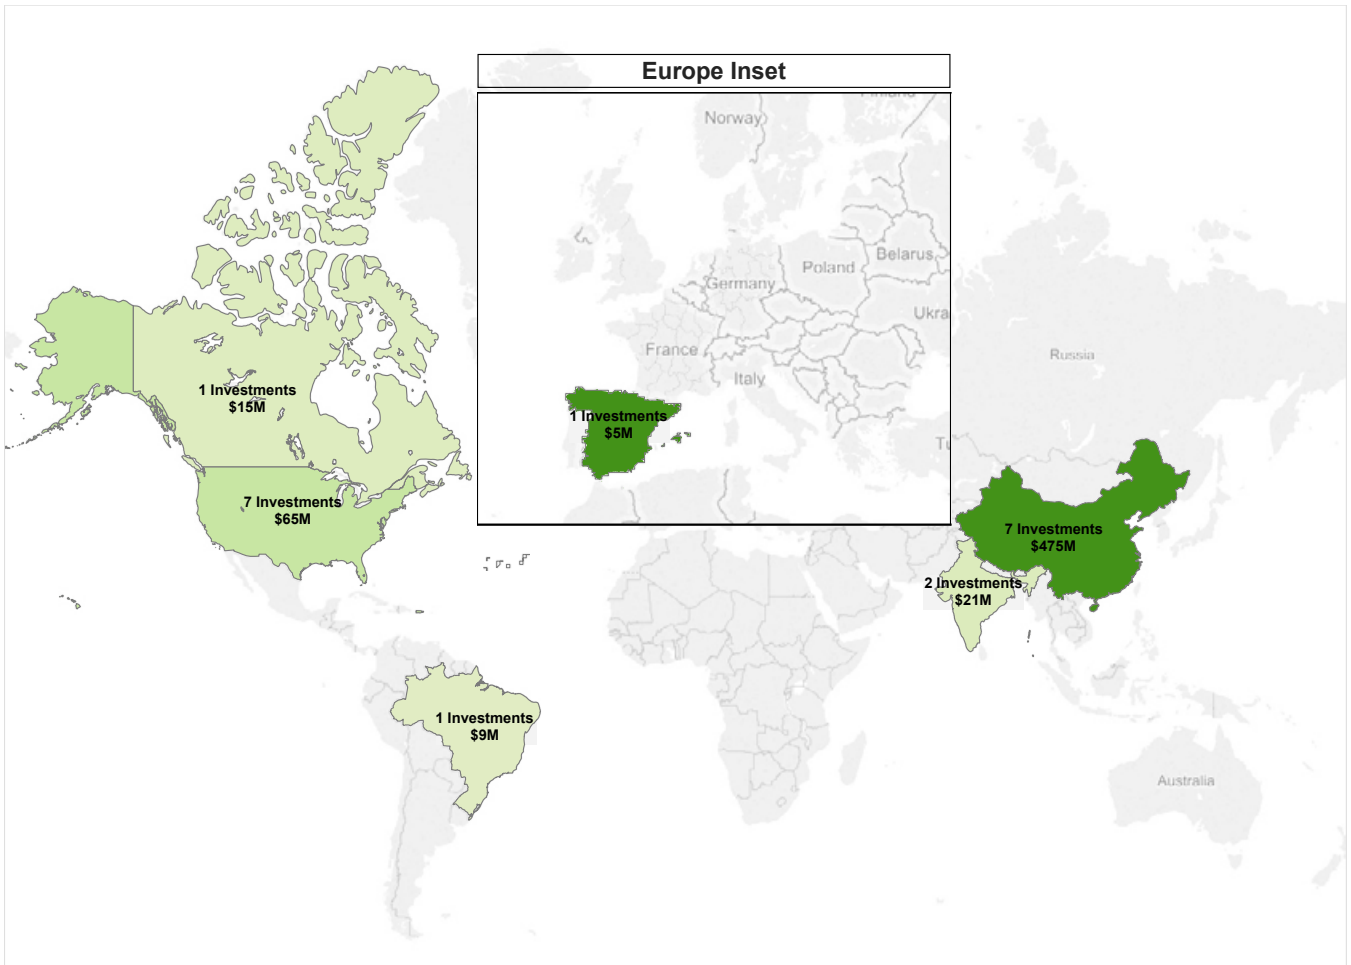 Europe Inset
Norway
Belarus
Poland
Germany
Ukra
France
Italy
Russia
1 Investments
$15M
1 Investments
$5M
7 Investments
$65M
7 Investments
$475M
2 Investments
$21M
1 Investments
$9M
Australia